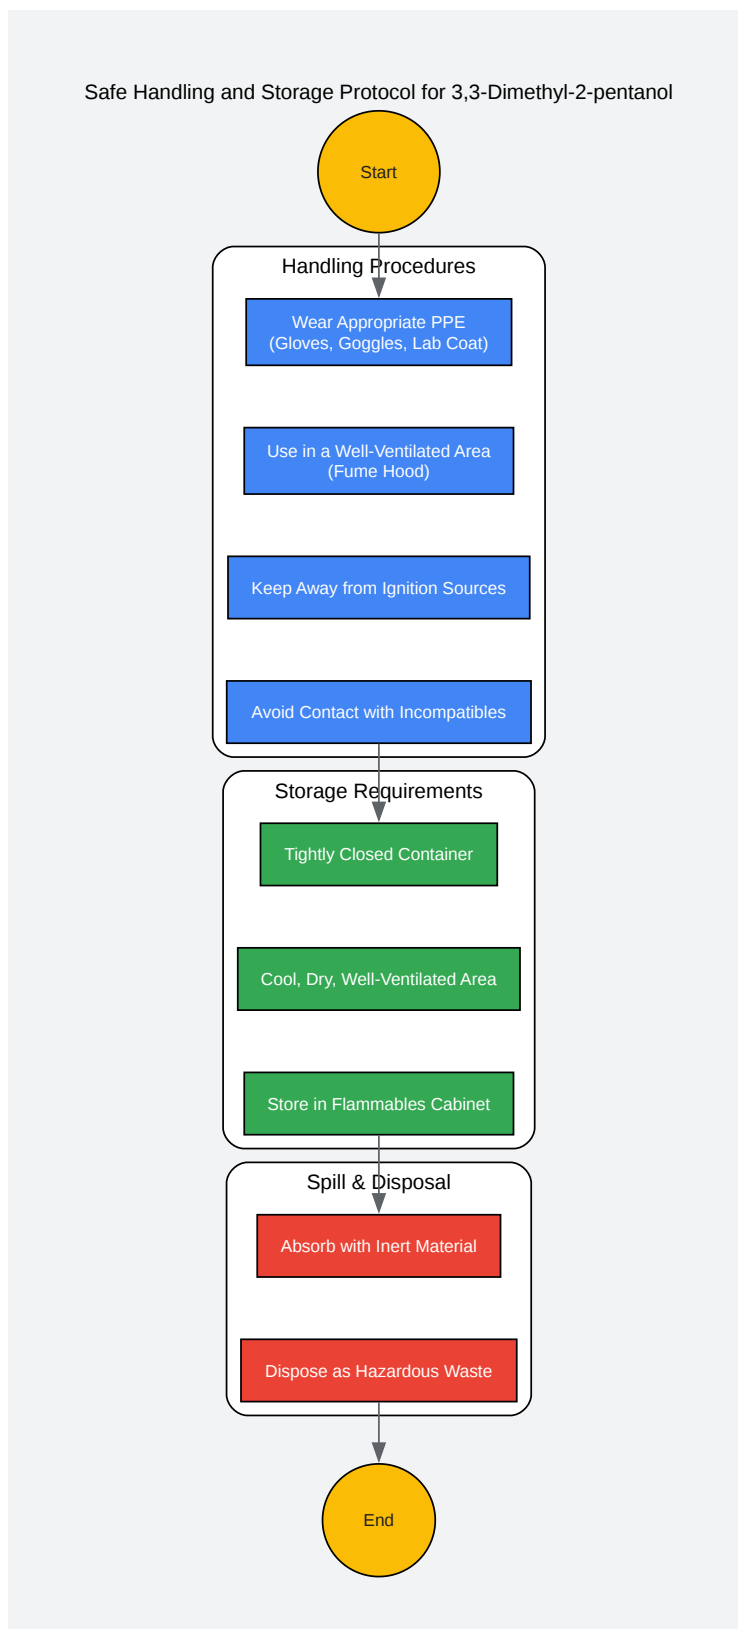 Safe Handling and Storage Protocol for 3,3-Dimethyl-2-pentanol
Start
Handling Procedures
Wear Appropriate PPE
(Gloves, Goggles, Lab Coat)
Use in a Well-Ventilated Area
(Fume Hood)
Keep Away from Ignition Sources
Avoid Contact with Incompatibles
Storage Requirements
Tightly Closed Container
Cool, Dry, Well-Ventilated Area
Store in Flammables Cabinet
Spill & Disposal
Absorb with Inert Material
Dispose as Hazardous Waste
End